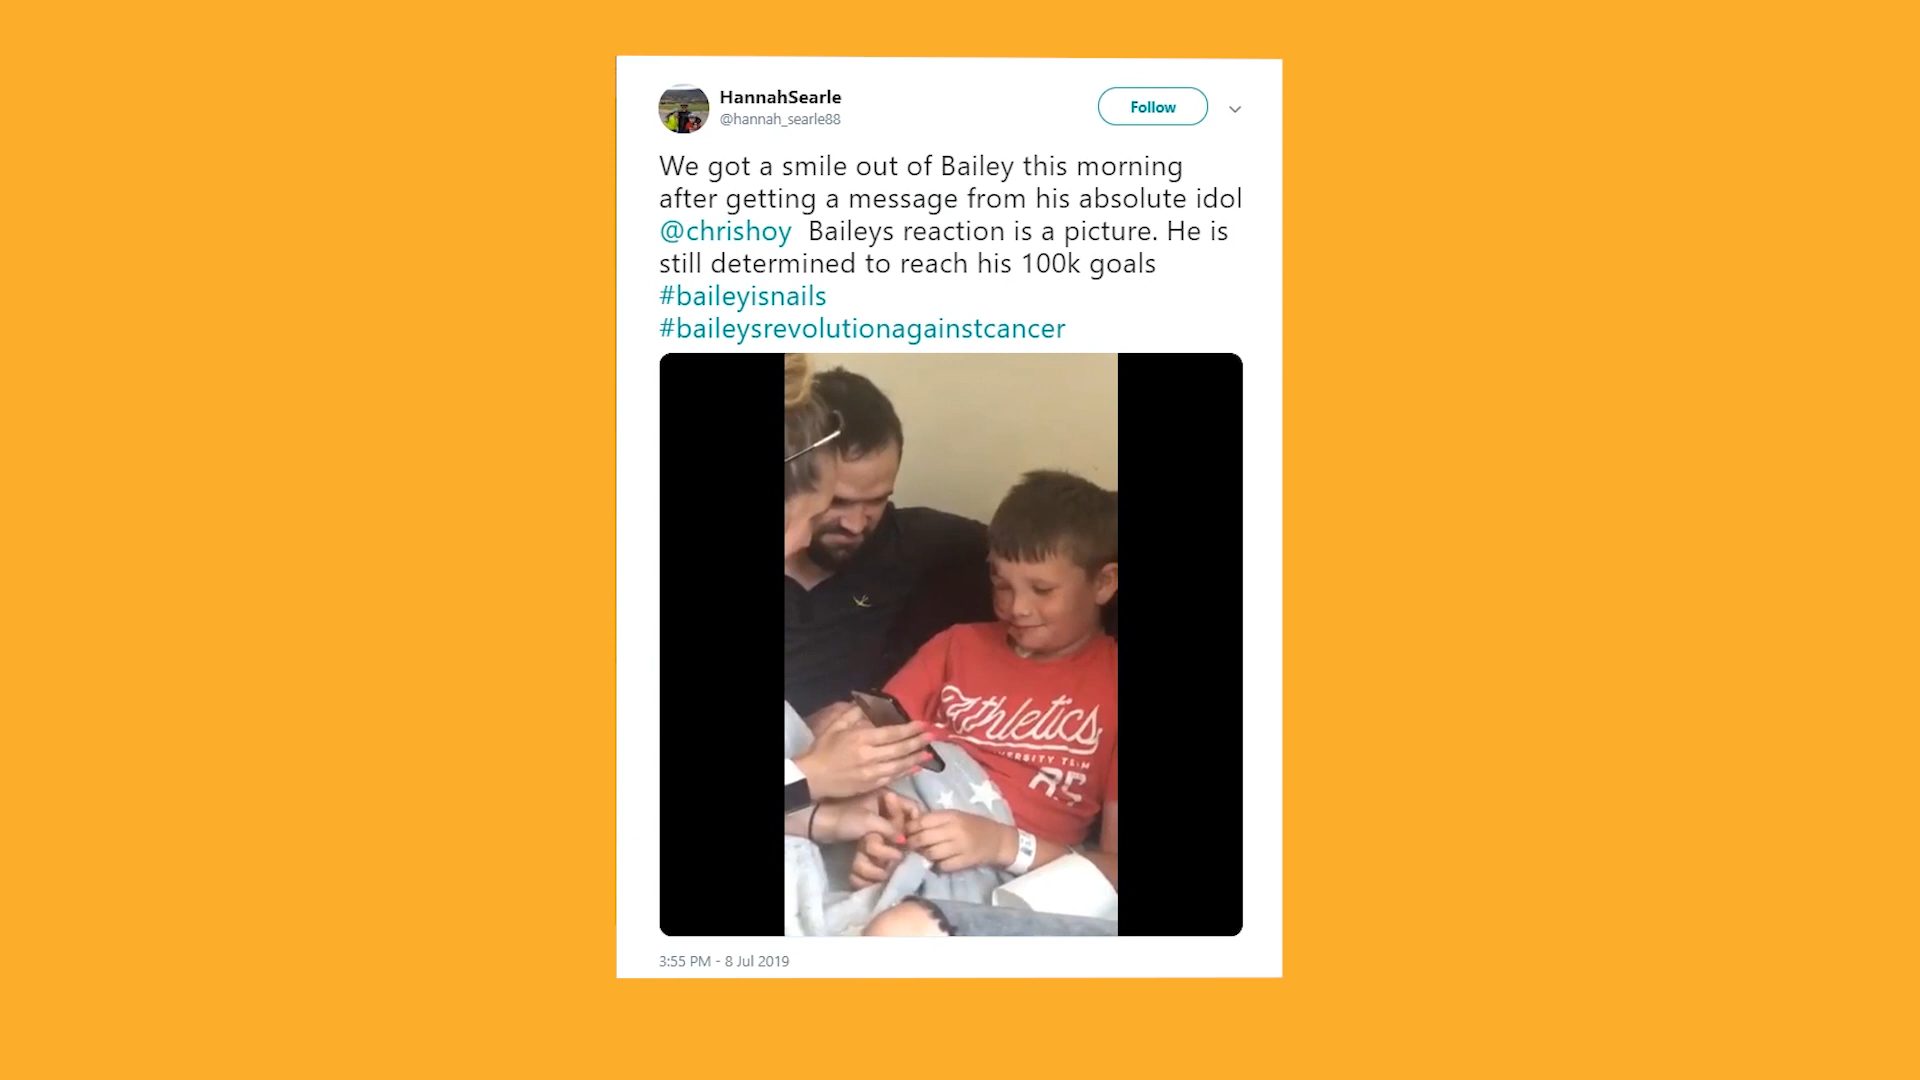 HannahSearle
@hannah_searle88
Follow
We got a smile out of Bailey this morning
after getting a message from his absolute idol
@chrishoy Baileys reaction is a picture. He is
still determined to reach his 100k goals
#baileyisnails
#baileysrevolutionagainstcancer
Athletics
85
3:55 PM - 8 Jul 2019